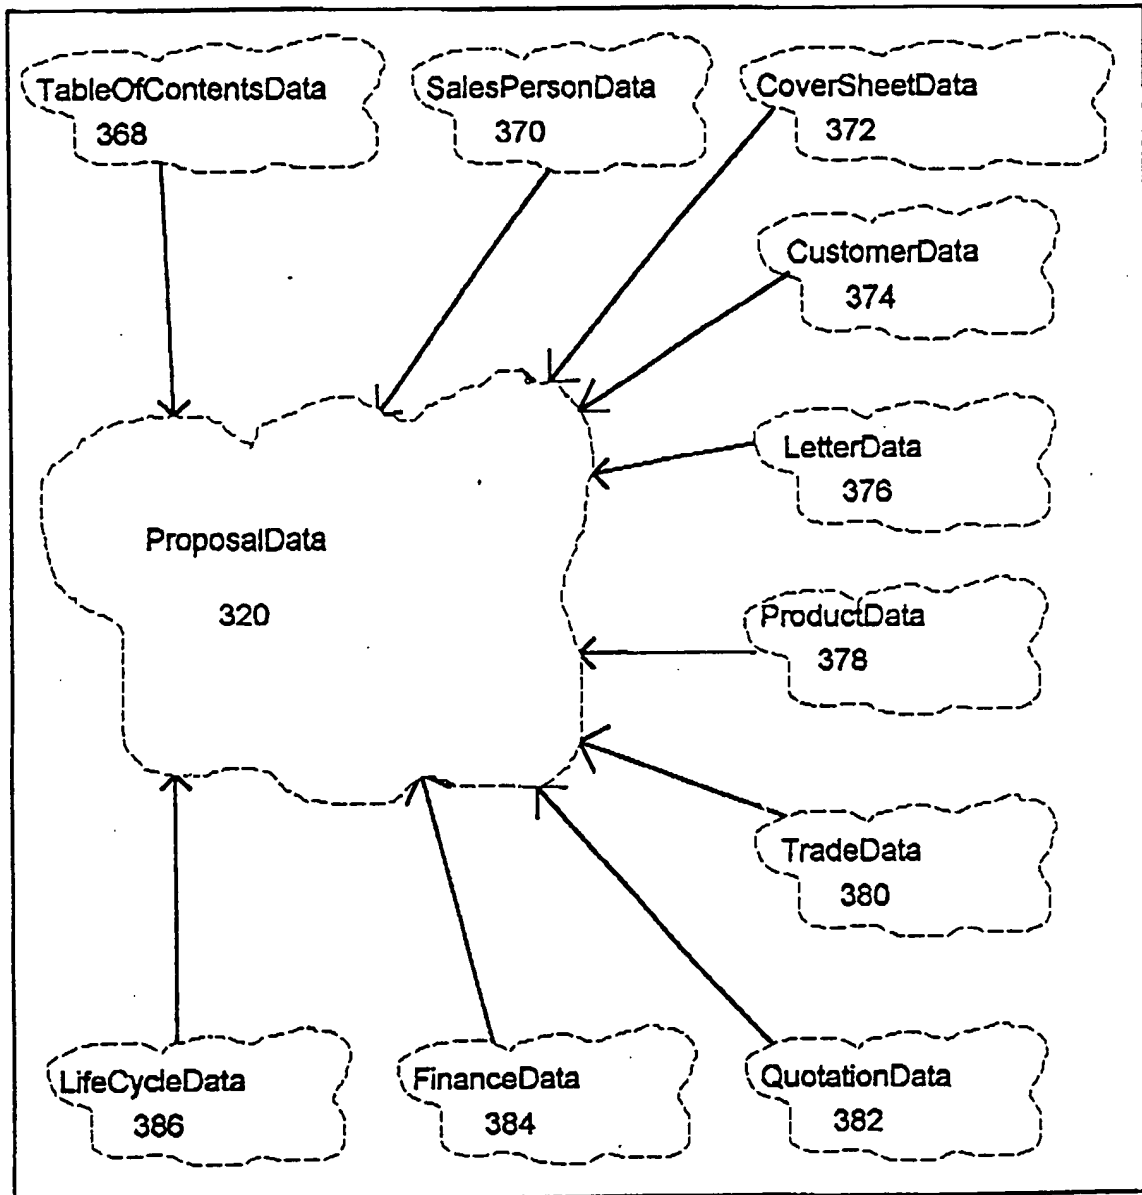 TableOfContentsData
368
SalesPersonData
370
CoverSheetData
372
CustomerData
374
LetterData
376
ProposalData
320
ProductData
378
TradeData
380
LifeCycleData
386
FinanceData
384
QuotationData
382